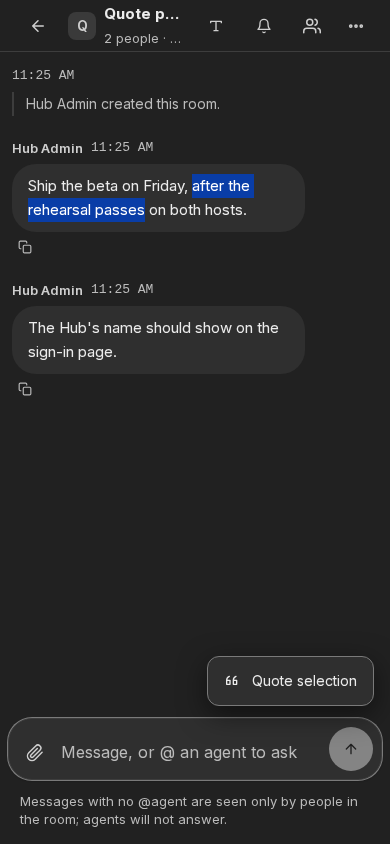 Q
Quote p…
2 people · …
T
11:25 AM
Hub Admin created this room.
Hub Admin 11:25 AM
Ship the beta on Friday, after the
rehearsal passes on both hosts.
Hub Admin 11:25 AM
The Hub's name should show on the
sign-in page.
Quote selection
Message, or @ an agent to ask
Messages with no @agent are seen only by people in
the room; agents will not answer.